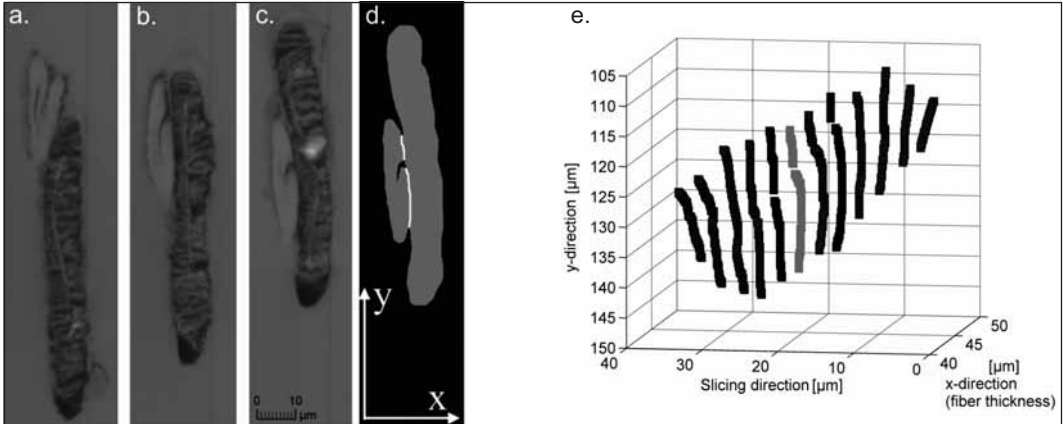 a.
b.
c.
d.
e.
0 10
µm
y
x
105
110
115
120
125
130
135
140
145
150
y-direction [µm]
40
30
20
10
0
Slicing direction [µm]
40
45
50
[µm]
x-direction
(fiber thickness)